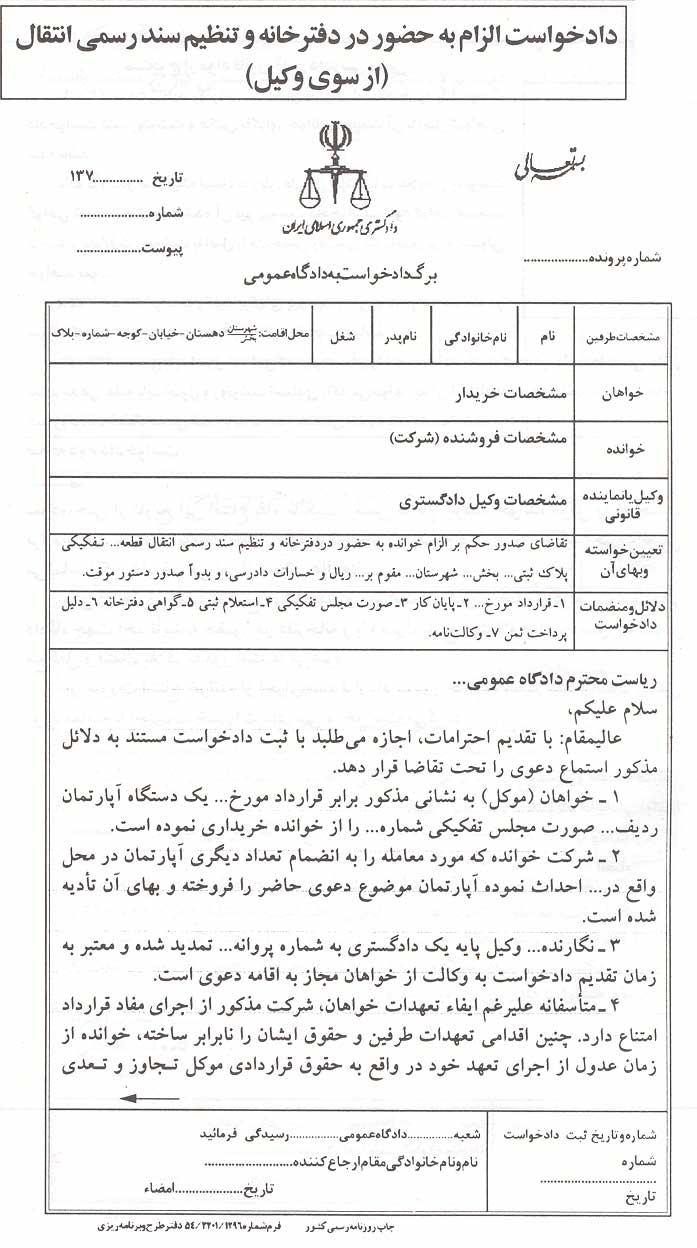 دادخواست الزام به حضور در دفترخانه و تنظیم سند رسمی انتقال
(از سوی وکیل)
بسمه تعالی
تاریخ ...............۱۳۷
شماره...................
پیوست...................
دادگستری جمهوری اسلامی ایران
شماره پرونده...................
برگ دادخواست به دادگاه عمومی
مشخصات طرفین
نام
نام خانوادگی
نام پدر
شغل
محل اقامت: شهرستان بخش – دهستان – خیابان – کوچه – شماره – پلاک
خواهان
مشخصات خریدار
خوانده
مشخصات فروشنده (شرکت)
وکیل یا نماینده
قانونی
مشخصات وکیل دادگستری
تعیین خواسته
وبهای آن
تقاضای صدور حکم بر الزام خوانده به حضور دردفترخانه و تنظیم سند رسمی انتقال قطعه... تفکیکی
پلاک ثبتی... بخش... شهرستان... مقوم بر... ریال و خسارات دادرسی، و بدواً صدور دستور موقت.
دلائل ومنضمات
دادخواست
۱- قرارداد مورخ... ۲- پایان کار ۳- صورت مجلس تفکیکی ۴- استعلام ثبتی ۵- گواهی دفترخانه ۶- دلیل
پرداخت ثمن ۷- وکالت‌نامه.
ریاست محترم دادگاه عمومی...
سلام علیکم،
عالیمقام: با تقدیم احترامات، اجازه می‌طلبد با ثبت دادخواست مستند به دلائل
مذکور استماع دعوی را تحت تقاضا قرار دهد.
۱ ـ خواهان (موکل) به نشانی مذکور برابر قرارداد مورخ... یک دستگاه آپارتمان
ردیف... صورت مجلس تفکیکی شماره... را از خوانده خریداری نموده است.
۲ ـ شرکت خوانده که مورد معامله را به انضمام تعداد دیگری آپارتمان در محل
واقع در... احداث نموده آپارتمان موضوع دعوی حاضر را فروخته و بهای آن تأدیه
شده است.
۳ ـ نگارنده... وکیل پایه یک دادگستری به شماره پروانه... تمدید شده و معتبر به
زمان تقدیم دادخواست به وکالت از خواهان مجاز به اقامه دعوی است.
۴ ـ متأسفانه علیرغم ایفاء تعهدات خواهان، شرکت مذکور از اجرای مفاد قرارداد
امتناع دارد. چنین اقدامی تعهدات طرفین و حقوق ایشان را نابرابر ساخته، خوانده از
زمان عدول از اجرای تعهد خود در واقع به حقوق قراردادی موکل تجاوز و تعدی
شماره و تاریخ ثبت دادخواست
شماره
........................
تاریخ
شعبه..............دادگاه عمومی................رسیدگی فرمائید
نام و نام خانوادگی مقام ارجاع کننده........................
تاریخ....................امضاء
چاپ روزنامه رسمی کشور فرم شماره ۵۴/۳۲۰۱/۱۲۹۶ دفتر طرح و برنامه ریزی